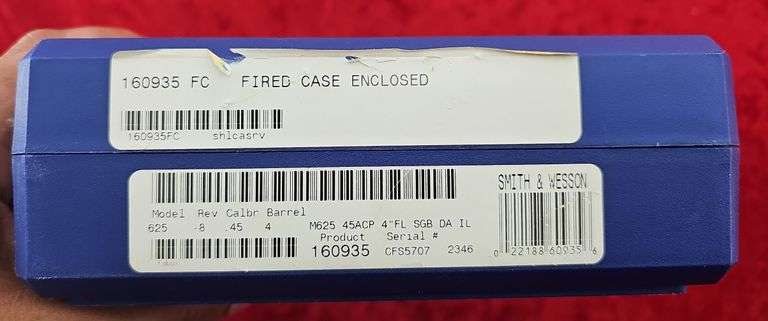 160935 FC FIRED CASE ENCLOSED
160935FC shlcasrv
SMITH & WESSON
Model Rev Calbr Barrel
625 -8 .45 4 M625 45ACP 4"FL SGB DA IL
Product Serial #
160935 CFS5707 2346
0 22188 60935 6